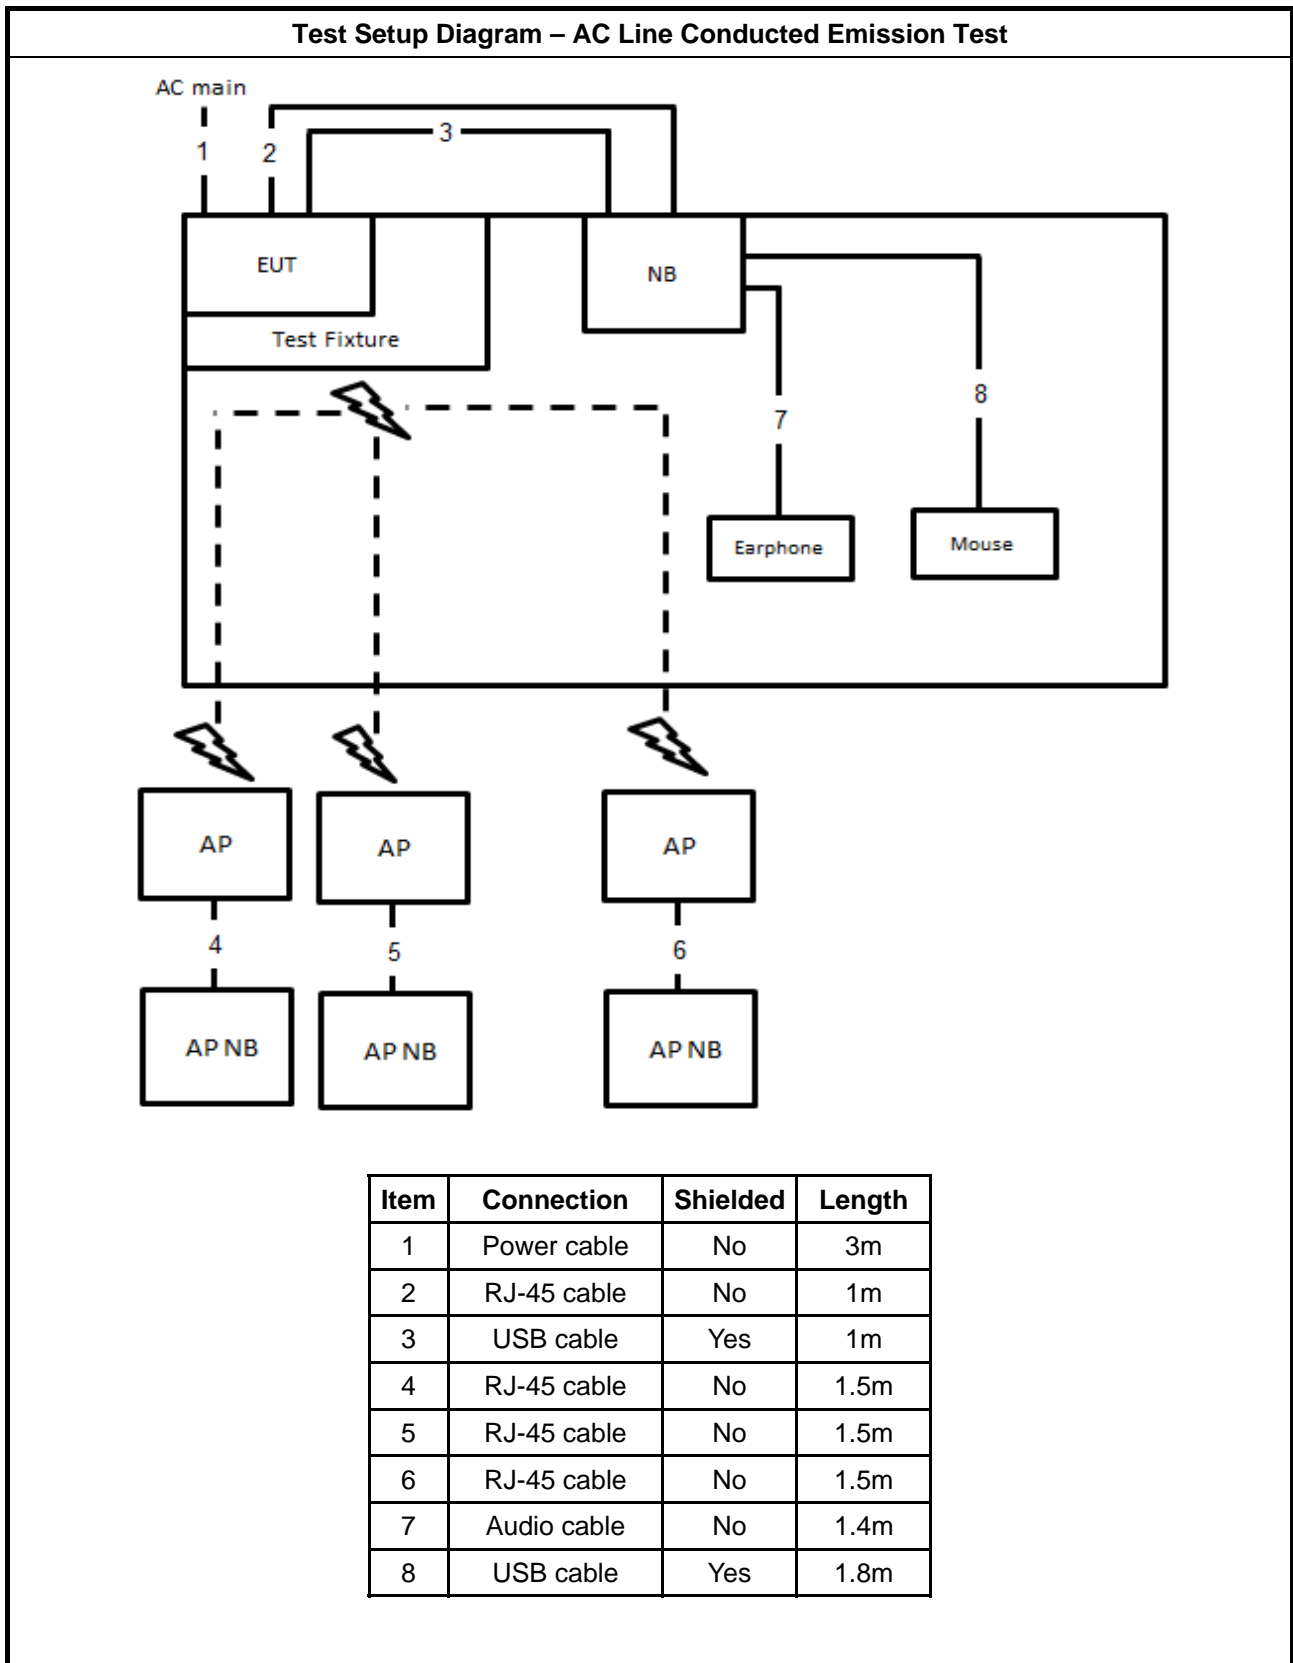 Test Setup Diagram – AC Line Conducted Emission Test
AC main
1
2
3
EUT
NB
Test Fixture
7
8
Earphone
Mouse
AP
AP
AP
4
5
6
AP NB
AP NB
AP NB
Item Connection Shielded Length
1 Power cable No 3m
2 RJ-45 cable No 1m
3 USB cable Yes 1m
4 RJ-45 cable No 1.5m
5 RJ-45 cable No 1.5m
6 RJ-45 cable No 1.5m
7 Audio cable No 1.4m
8 USB cable Yes 1.8m